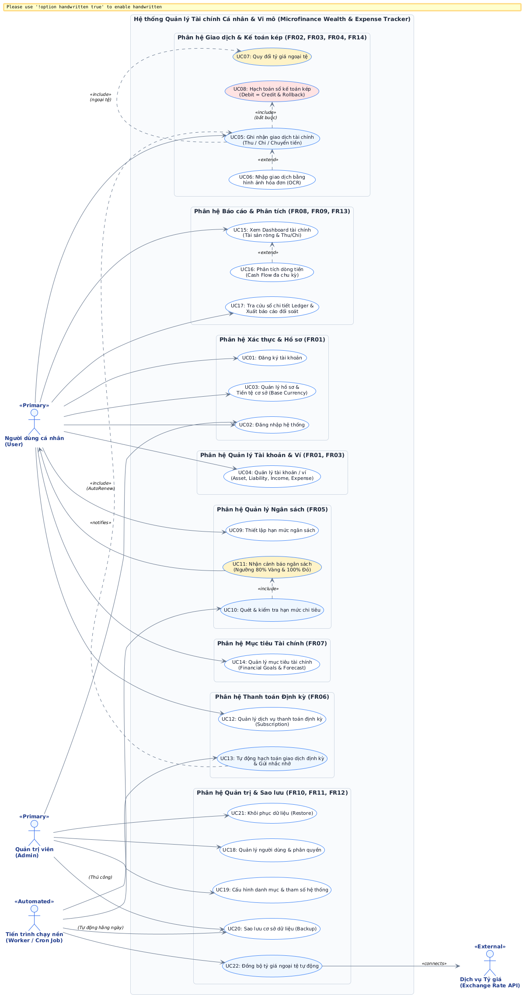 Please use '!option handwritten true' to enable handwritten
Hệ thống Quản lý Tài chính Cá nhân & Vi mô (Microfinance Wealth & Expense Tracker)
Phân hệ Giao dịch & Kế toán kép (FR02, FR03, FR04, FR14)
UC07: Quy đổi tỷ giá ngoại tệ
UC08: Hạch toán sổ kế toán kép
(Debit = Credit & Rollback)
«include»
(ngoại tệ)
«include»
(bắt buộc)
UC05: Ghi nhận giao dịch tài chính
(Thu / Chi / Chuyển tiền)
«extend»
UC06: Nhập giao dịch bằng
hình ảnh hóa đơn (OCR)
Phân hệ Báo cáo & Phân tích (FR08, FR09, FR13)
UC15: Xem Dashboard tài chính
(Tài sản ròng & Thu/Chi)
«extend»
UC16: Phân tích dòng tiền
(Cash Flow đa chu kỳ)
UC17: Tra cứu sổ chi tiết Ledger &
Xuất báo cáo đối soát
Phân hệ Xác thực & Hồ sơ (FR01)
UC01: Đăng ký tài khoản
UC03: Quản lý hồ sơ &
Tiền tệ cơ sở (Base Currency)
«Primary»
UC02: Đăng nhập hệ thống
Người dùng cá nhân
(User)
Phân hệ Quản lý Tài khoản & Ví (FR01, FR03)
UC04: Quản lý tài khoản / ví
(Asset, Liability, Income, Expense)
«include»
(AutoRenew)
Phân hệ Quản lý Ngân sách (FR05)
«notifies»
UC09: Thiết lập hạn mức ngân sách
UC11: Nhận cảnh báo ngân sách
(Ngưỡng 80% Vàng & 100% Đỏ)
«include»
UC10: Quét & kiểm tra hạn mức chi tiêu
Phân hệ Mục tiêu Tài chính (FR07)
UC14: Quản lý mục tiêu tài chính
(Financial Goals & Forecast)
Phân hệ Thanh toán Định kỳ (FR06)
UC12: Quản lý dịch vụ thanh toán định kỳ
(Subscription)
UC13: Tự động hạch toán giao dịch định kỳ
& Gửi nhắc nhở
Phân hệ Quản trị & Sao lưu (FR10, FR11, FR12)
UC21: Khôi phục dữ liệu (Restore)
«Primary»
Quản trị viên
(Admin)
UC18: Quản lý người dùng & phân quyền
(Thủ công)
UC19: Cấu hình danh mục & tham số hệ thống
«Automated»
Tiến trình chạy nền
(Worker / Cron Job)
(Tự động hằng ngày)
UC20: Sao lưu cơ sở dữ liệu (Backup)
UC22: Đồng bộ tỷ giá ngoại tệ tự động
«connects»
«External»
Dịch vụ Tỷ giá
(Exchange Rate API)